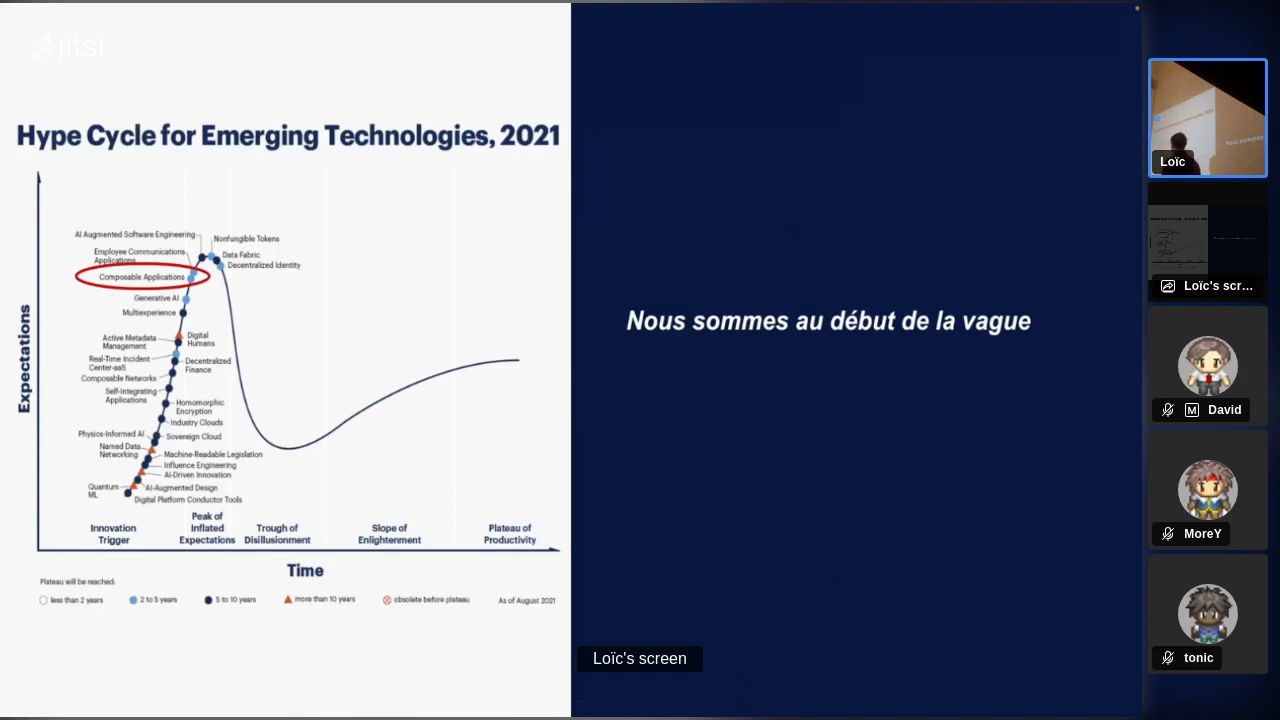 jitsi
Hype Cycle for Emerging Technologies, 2021
Expectations
AI Augmented Software Engineering
Nonfungible Tokens
Employee Communications
Applications
Data Fabric
Decentralized Identity
Composable Applications
Generative AI
Multiexperience
Active Metadata
Management
Digital
Humans
Real-Time Incident
Center-aaS
Decentralized
Finance
Composable Networks
Self-Integrating
Applications
Homomorphic
Encryption
Industry Clouds
Physics-Informed AI
Sovereign Cloud
Named Data
Networking
Machine-Readable Legislation
Influence Engineering
AI-Driven Innovation
Quantum
ML
AI-Augmented Design
Digital Platform Conductor Tools
Innovation
Trigger
Peak of
Inflated
Expectations
Trough of
Disillusionment
Slope of
Enlightenment
Plateau of
Productivity
Time
Plateau will be reached:
less than 2 years
2 to 5 years
5 to 10 years
more than 10 years
obsolete before plateau
As of August 2021
Nous sommes au début de la vague
Loïc's screen
Loïc
Loïc's scr...
M David
MoreY
tonic